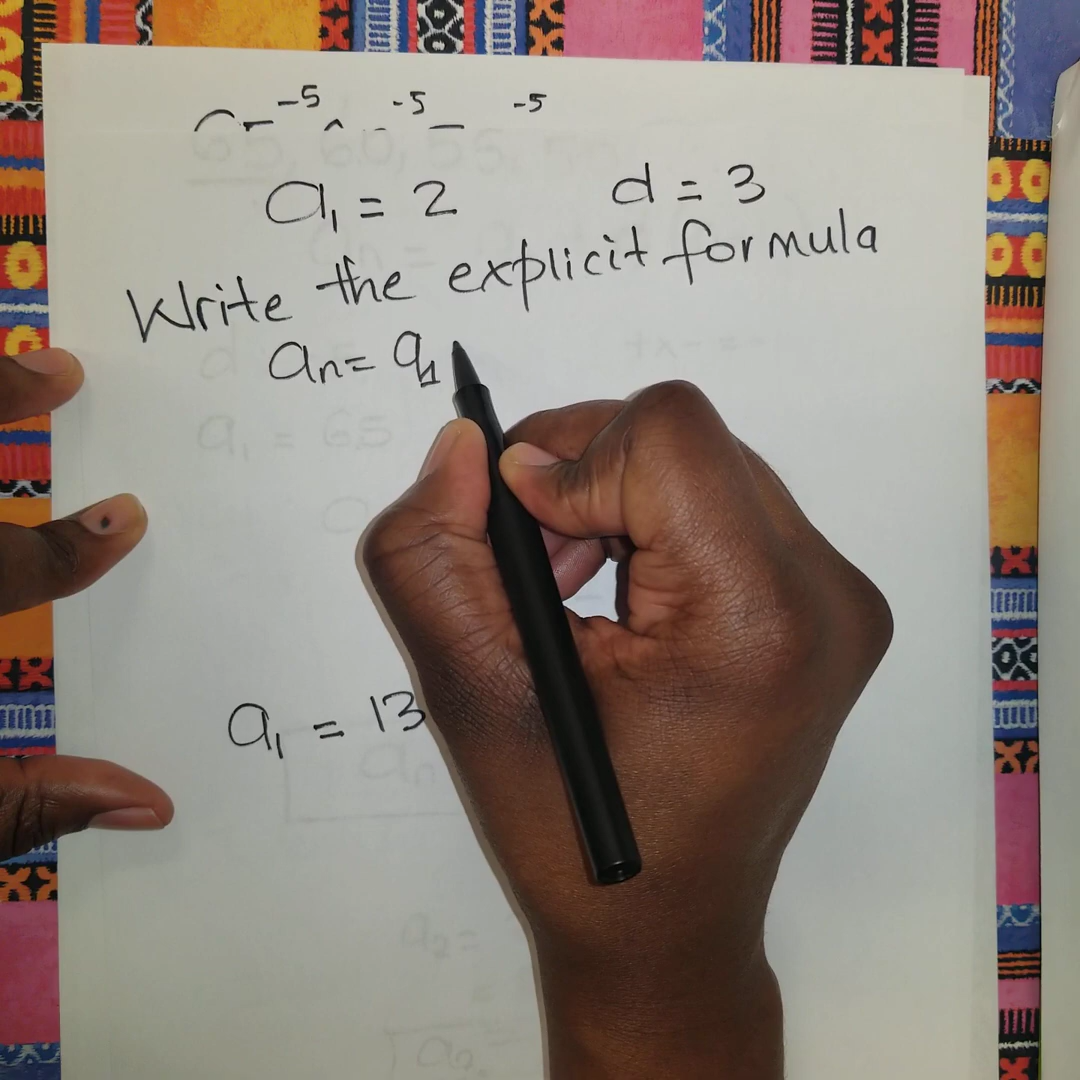 -5 -5 -5
a₁ = 2 d = 3
Write the explicit formula
an = a1
a₁ = 13